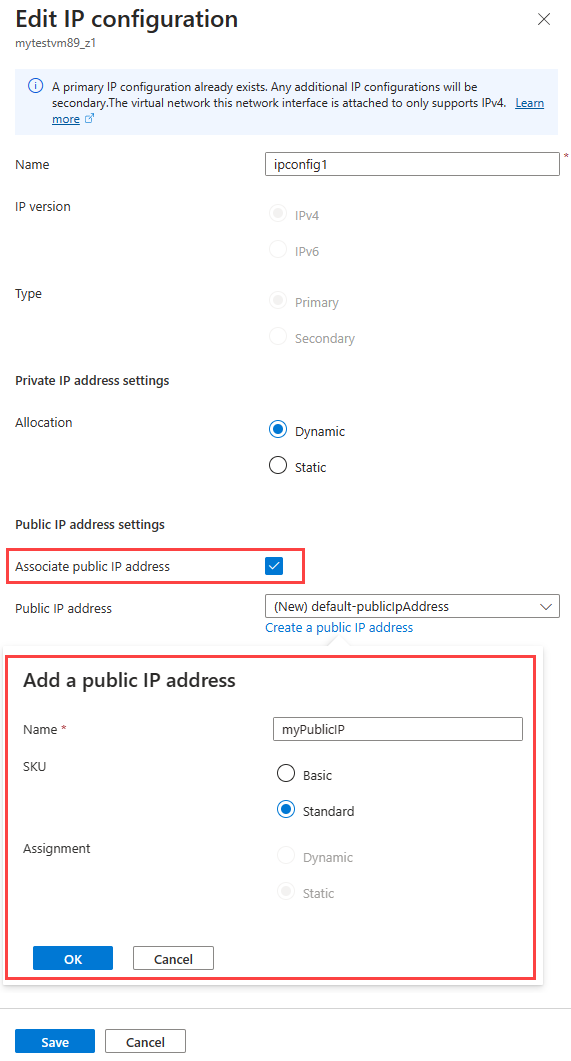 Edit IP configuration
mytestvm89_z1
A primary IP configuration already exists. Any additional IP configurations will be
secondary.The virtual network this network interface is attached to only supports IPv4. Learn
more
Name
ipconfig1 *
IP version
IPv4
IPv6
Type
Primary
Secondary
Private IP address settings
Allocation
Dynamic
Static
Public IP address settings
Associate public IP address
Public IP address
(New) default-publicIpAddress
Create a public IP address
Add a public IP address
Name *
myPublicIP
SKU
Basic
Standard
Assignment
Dynamic
Static
OK Cancel
Save Cancel